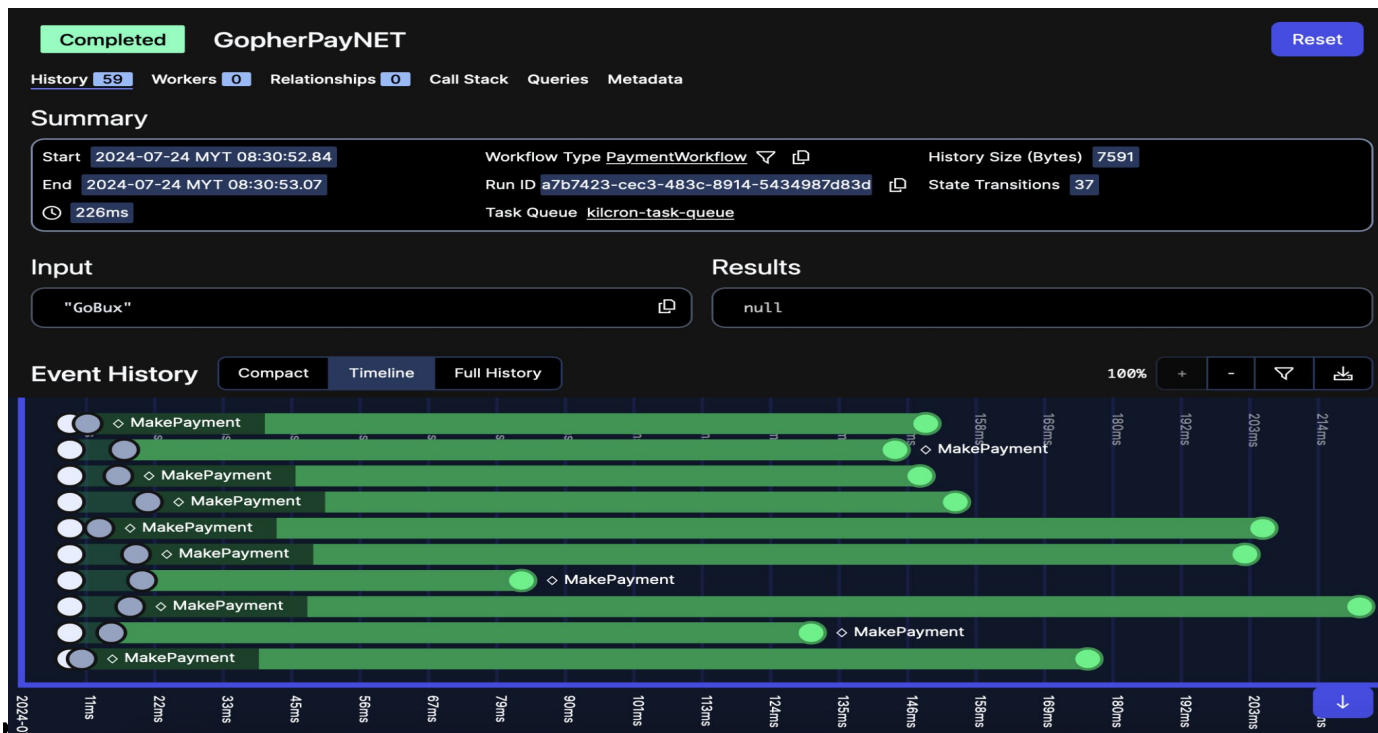 Completed GopherPayNET Reset
History 59 Workers 0 Relationships 0 Call Stack Queries Metadata
Summary
Start 2024-07-24 MYT 08:30:52.84 Workflow Type PaymentWorkflow History Size (Bytes) 7591
End 2024-07-24 MYT 08:30:53.07 Run ID a7b7423-cec3-483c-8914-5434987d83d State Transitions 37
226ms Task Queue kilcron-task-queue
Input Results
"GoBux" null
Event History Compact Timeline Full History 100% + -
MakePayment
158ms 169ms 180ms 192ms 203ms 214ms
MakePayment
MakePayment
MakePayment
MakePayment
MakePayment
MakePayment
MakePayment
MakePayment
MakePayment
2024-0 11ms 22ms 33ms 45ms 56ms 67ms 79ms 90ms 101ms 113ms 124ms 135ms 146ms 158ms 169ms 180ms 192ms 203ms